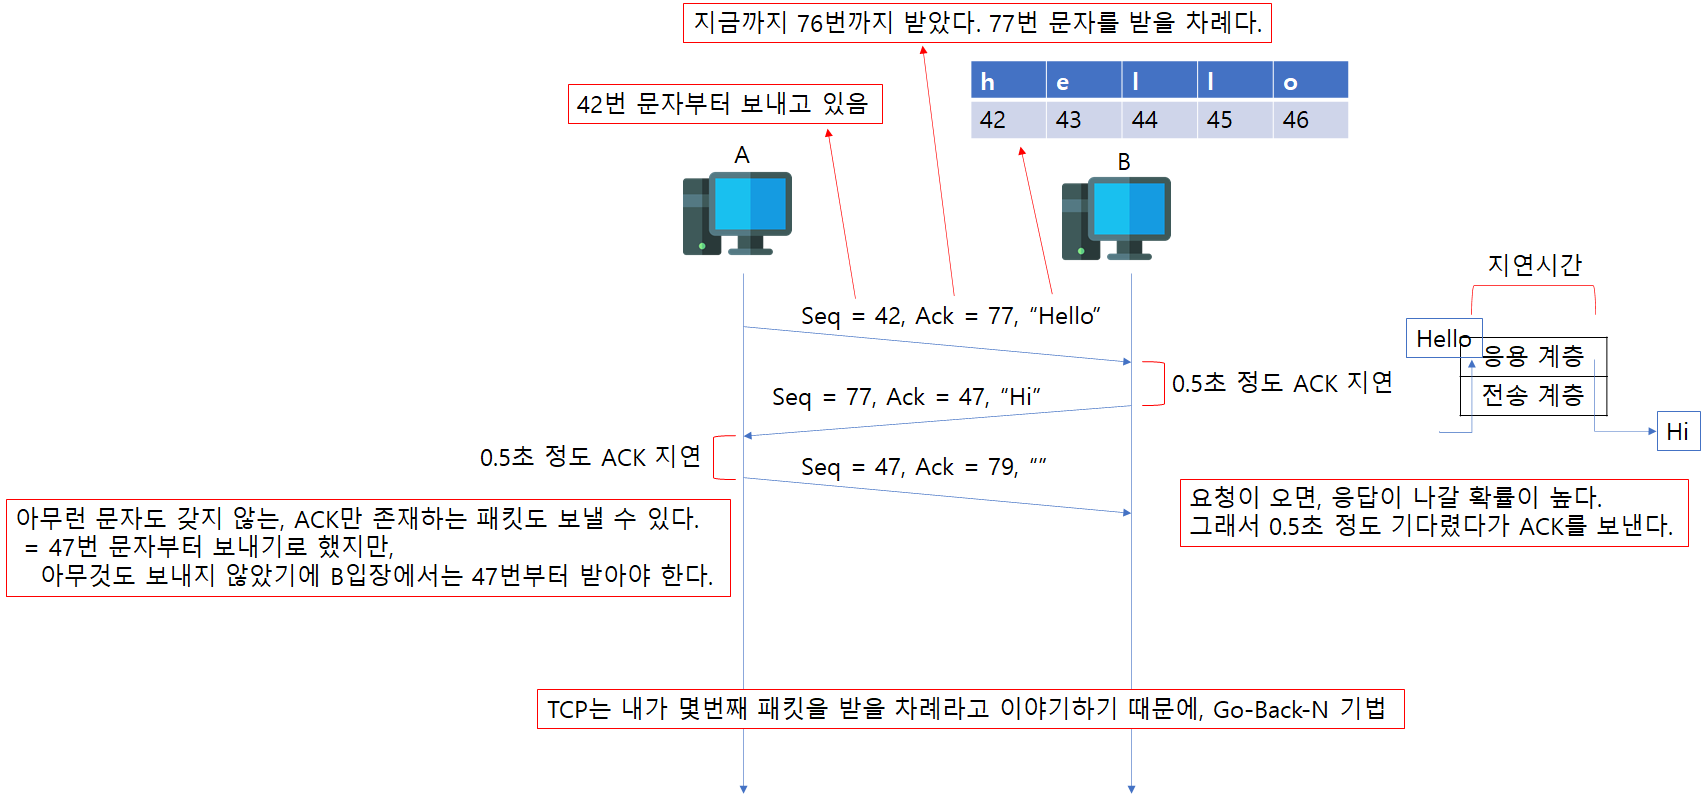 지금까지 76번까지 받았다. 77번 문자를 받을 차례다.
h e l l o
42 43 44 45 46
42번 문자부터 보내고 있음
A
B
지연시간
Seq = 42, Ack = 77, “Hello”
Hello
응용 계층
전송 계층
Hi
0.5초 정도 ACK 지연
Seq = 77, Ack = 47, “Hi”
0.5초 정도 ACK 지연
Seq = 47, Ack = 79, “”
요청이 오면, 응답이 나갈 확률이 높다.
그래서 0.5초 정도 기다렸다가 ACK를 보낸다.
아무런 문자도 갖지 않는, ACK만 존재하는 패킷도 보낼 수 있다.
= 47번 문자부터 보내기로 했지만,
아무것도 보내지 않았기에 B입장에서는 47번부터 받아야 한다.
TCP는 내가 몇번째 패킷을 받을 차례라고 이야기하기 때문에, Go-Back-N 기법